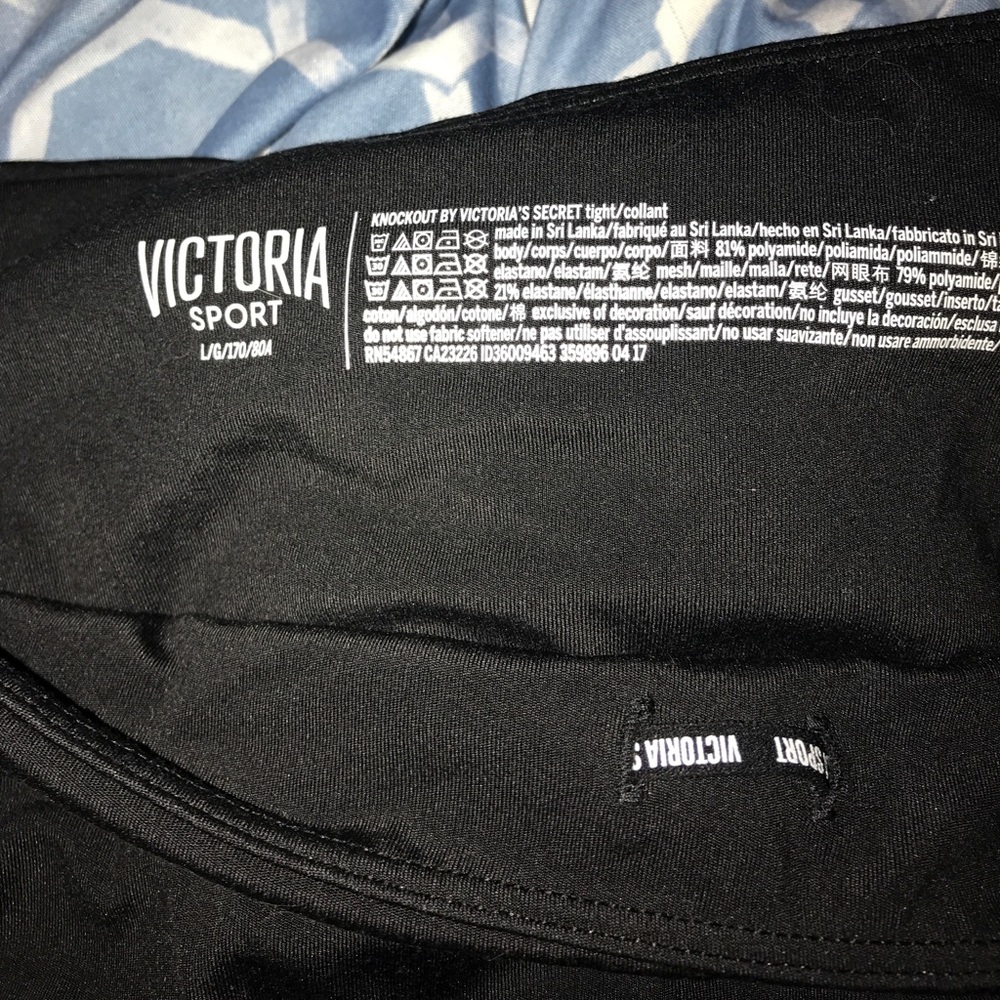 VICTORIA
SPORT
L/G/170/80A
KNOCKOUT BY VICTORIA'S SECRET tight/collant
made in Sri Lanka/fabriqué au Sri Lanka/hecho en Sri Lanka/fabbricato in Sri
body/corps/cuerpo/corpo/面料 81% polyamide/poliamida/poliammide/锦
elastano/elastam/氨纶 mesh/maille/malla/rete/网眼布 79% polyamide/
21% elastane/élasthanne/elastano/elastam/氨纶 gusset/gousset/inserto/ta
coton/algodón/cotone/棉 exclusive of decoration/sauf décoration/no incluye la decoración/esclusa
do not use fabric softener/ne pas utiliser d'assouplissant/no usar suavizante/non usare ammorbidente/
RN54867 CA23226 ID36009463 359896 04 17
VICTORIA S
SPORT